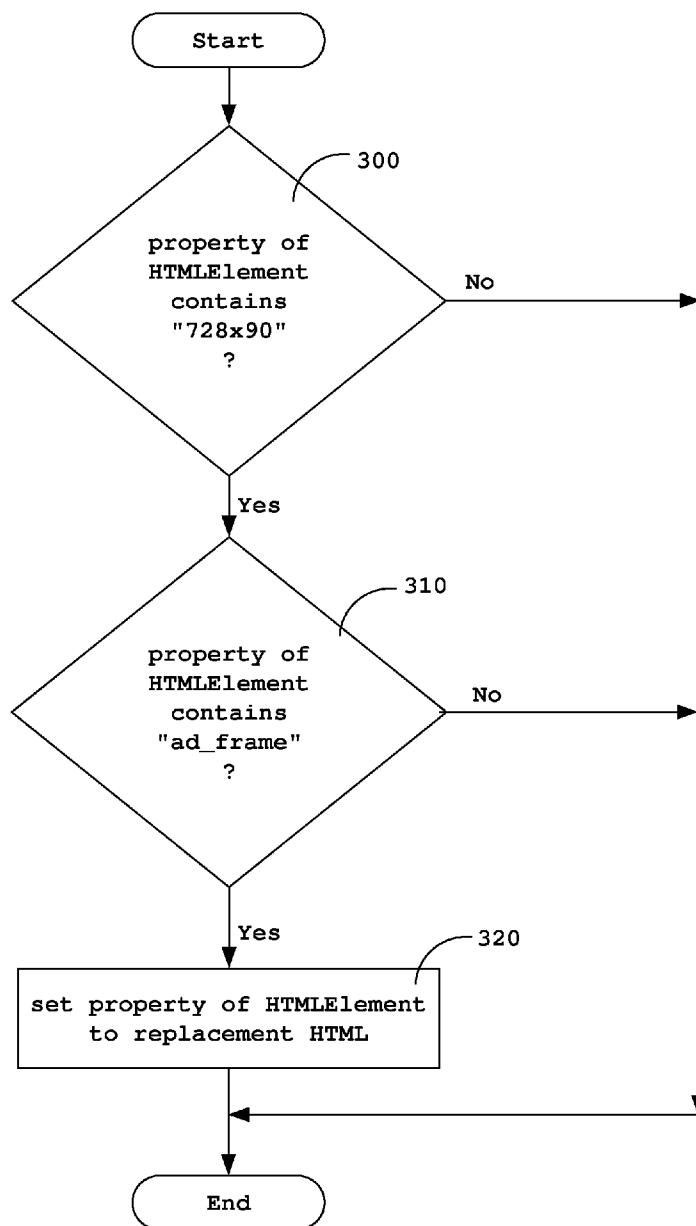 Start
300
property of
HTMLElement
contains
"728x90"
?
No
Yes
310
property of
HTMLElement
contains
"ad_frame"
?
No
Yes
320
set property of HTMLElement
to replacement HTML
End